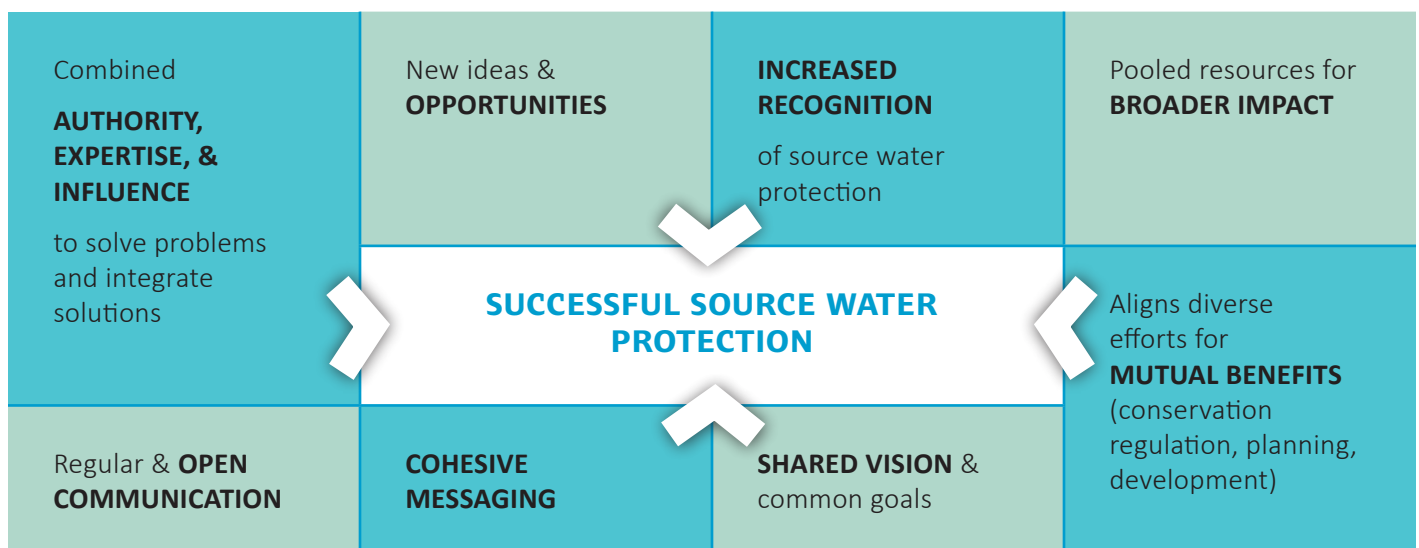 Combined
AUTHORITY,
EXPERTISE, &
INFLUENCE
to solve problems
and integrate
solutions
New ideas &
OPPORTUNITIES
INCREASED
RECOGNITION
of source water
protection
Pooled resources for
BROADER IMPACT
SUCCESSFUL SOURCE WATER
PROTECTION
Aligns diverse
efforts for
MUTUAL BENEFITS
(conservation
regulation, planning,
development)
Regular & OPEN
COMMUNICATION
COHESIVE
MESSAGING
SHARED VISION &
common goals